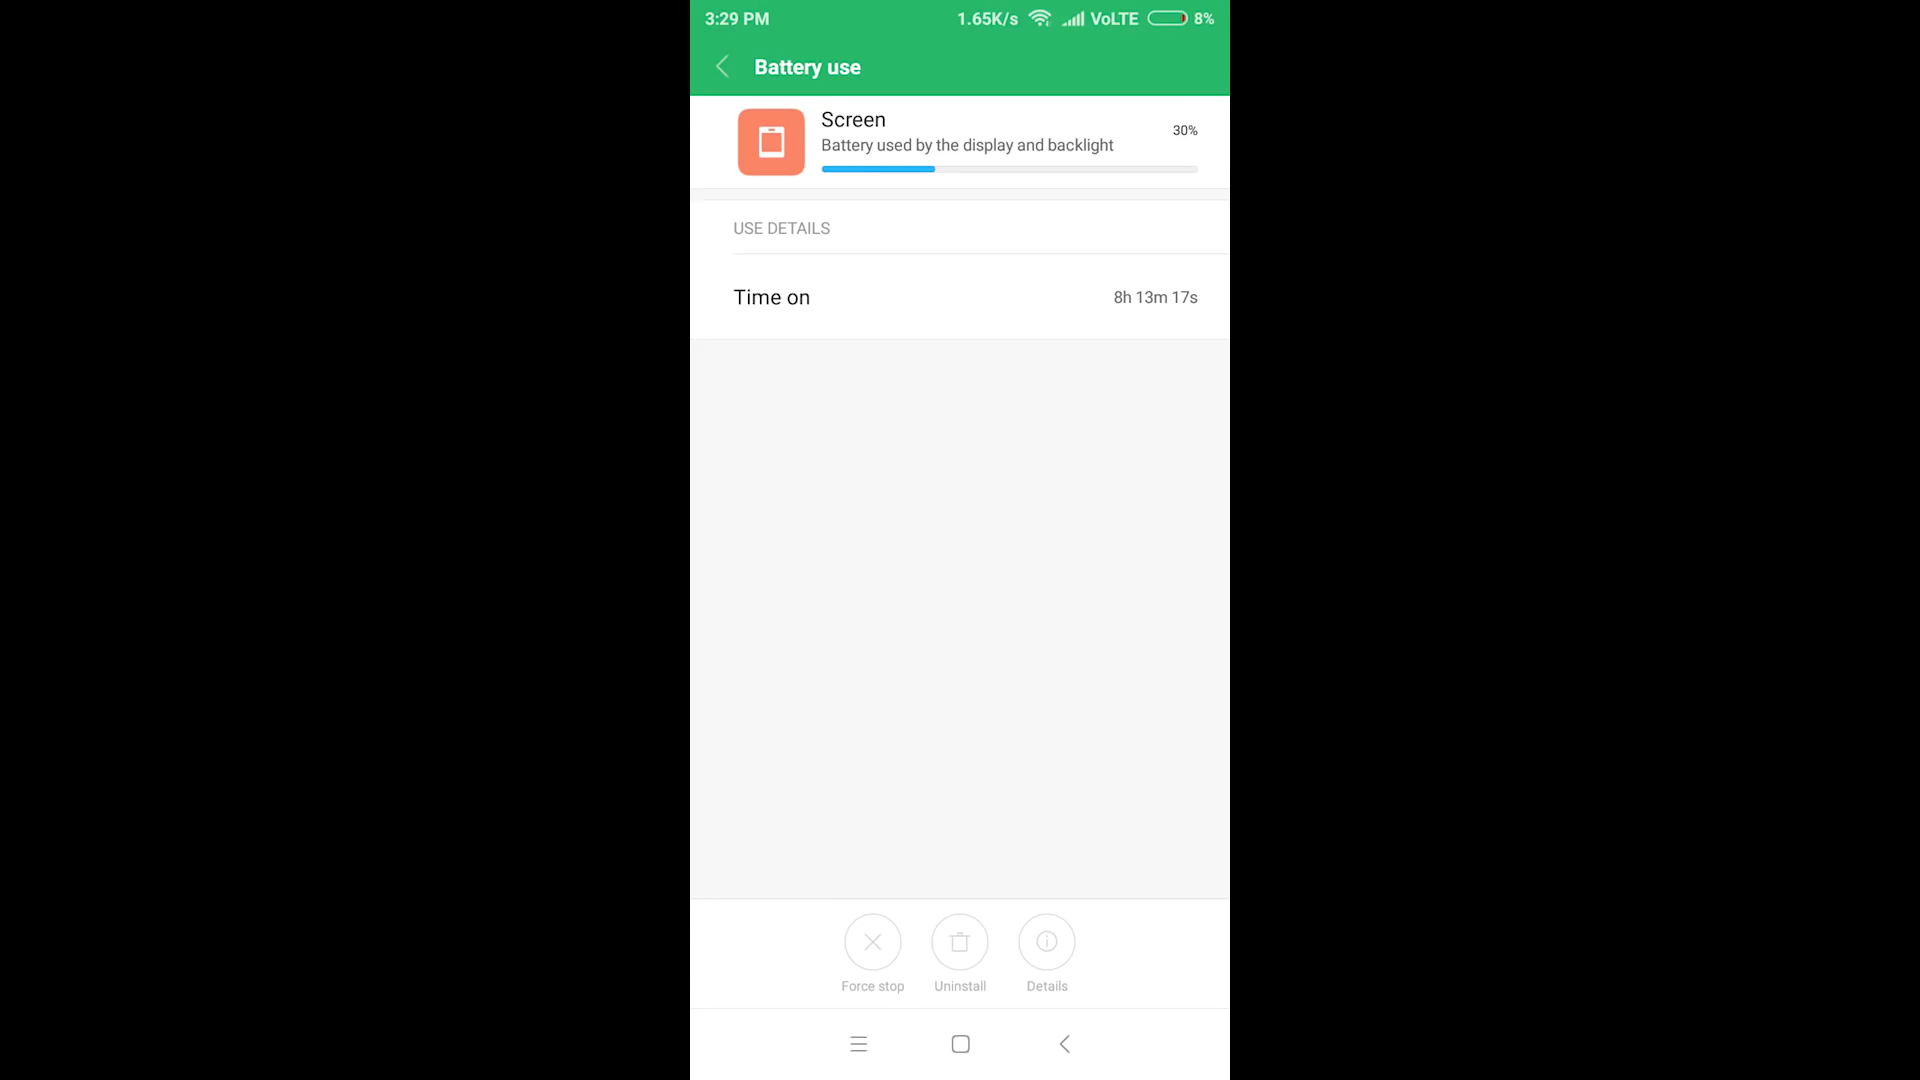 3:29 PM 1.65K/s VoLTE 8%
Battery use
Screen
30%
Battery used by the display and backlight
USE DETAILS
Time on 8h 13m 17s
Force stop Uninstall Details